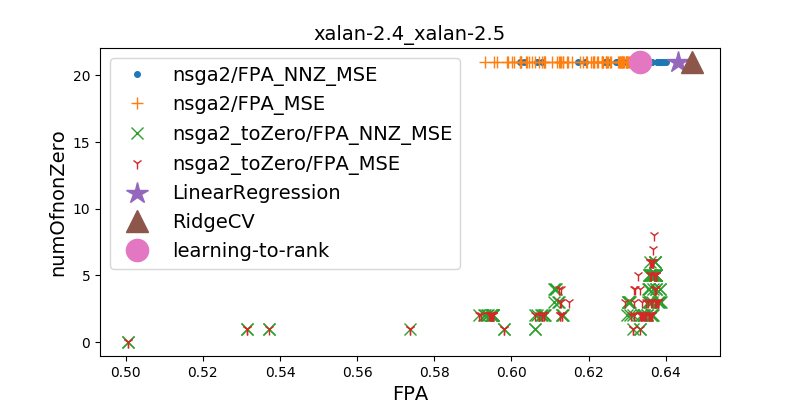 xalan-2.4_xalan-2.5
numOfnonZero
20
15
10
5
0
nsga2/FPA_NNZ_MSE
nsga2/FPA_MSE
nsga2_toZero/FPA_NNZ_MSE
nsga2_toZero/FPA_MSE
LinearRegression
RidgeCV
learning-to-rank
0.50 0.52 0.54 0.56 0.58 0.60 0.62 0.64
FPA